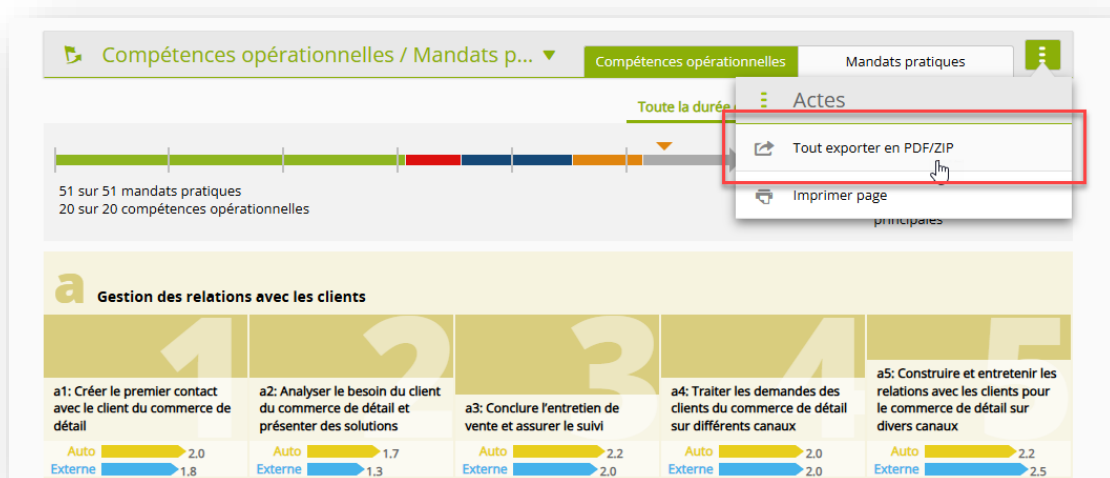 Compétences opérationnelles / Mandats p...
Compétences opérationnelles
Mandats pratiques
Toute la durée
Actes
Tout exporter en PDF/ZIP
Imprimer page
principales
51 sur 51 mandats pratiques
20 sur 20 compétences opérationnelles
a
Gestion des relations avec les clients
1
2
3
4
5
a1: Créer le premier contact
avec le client du commerce de
détail
Auto 2.0
Externe 1.8
a2: Analyser le besoin du client
du commerce de détail et
présenter des solutions
Auto 1.7
Externe 1.3
a3: Conclure l'entretien de
vente et assurer le suivi
Auto 2.2
Externe 2.0
a4: Traiter les demandes des
clients du commerce de détail
sur différents canaux
Auto 2.0
Externe 2.0
a5: Construire et entretenir les
relations avec les clients pour
le commerce de détail sur
divers canaux
Auto 2.2
Externe 2.5